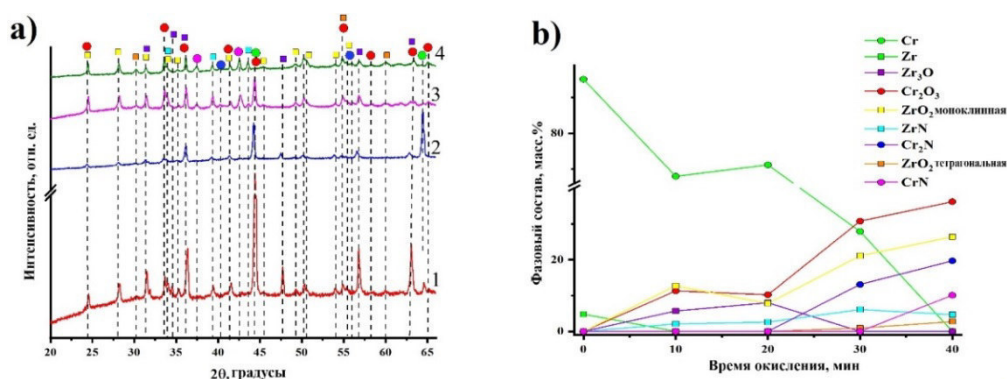 a)
Интенсивность, отн. ед.
4
3
2
1
20 25 30 35 40 45 50 55 60 65
2θ, градусы
b)
Cr
Zr
Zr₃O
Cr₂O₃
ZrO₂ моноклинная
ZrN
Cr₂N
ZrO₂ тетрагональная
CrN
Фазовый состав, масс.%
80
20
0
0 10 20 30 40
Время окисления, мин